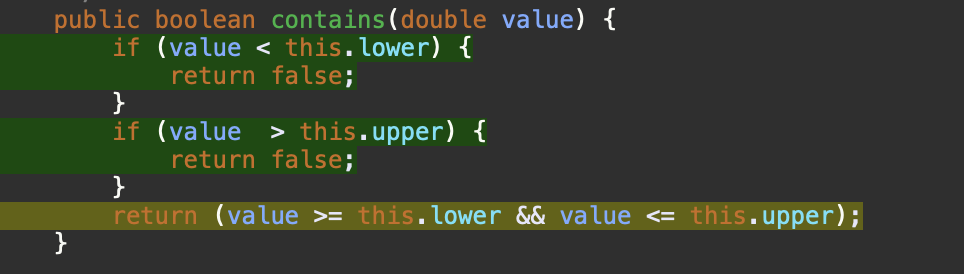 public boolean contains(double value) {
if (value < this.lower) {
return false;
}
if (value  > this.upper) {
return false;
}
return (value >= this.lower && value <= this.upper);
}